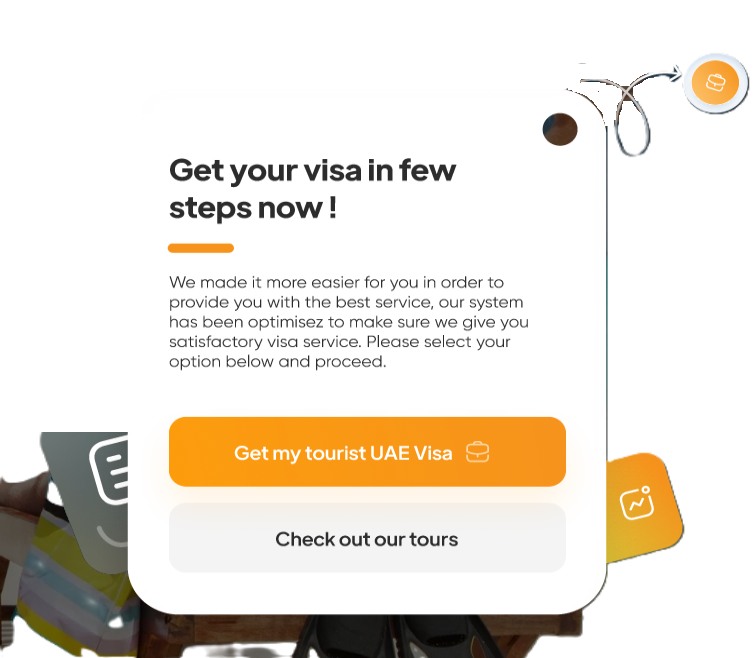 Get your visa in few
steps now !
We made it more easier for you in order to
provide you with the best service, our system
has been optimisez to make sure we give you
satisfactory visa service. Please select your
option below and proceed.
Get my tourist UAE Visa
Check out our tours